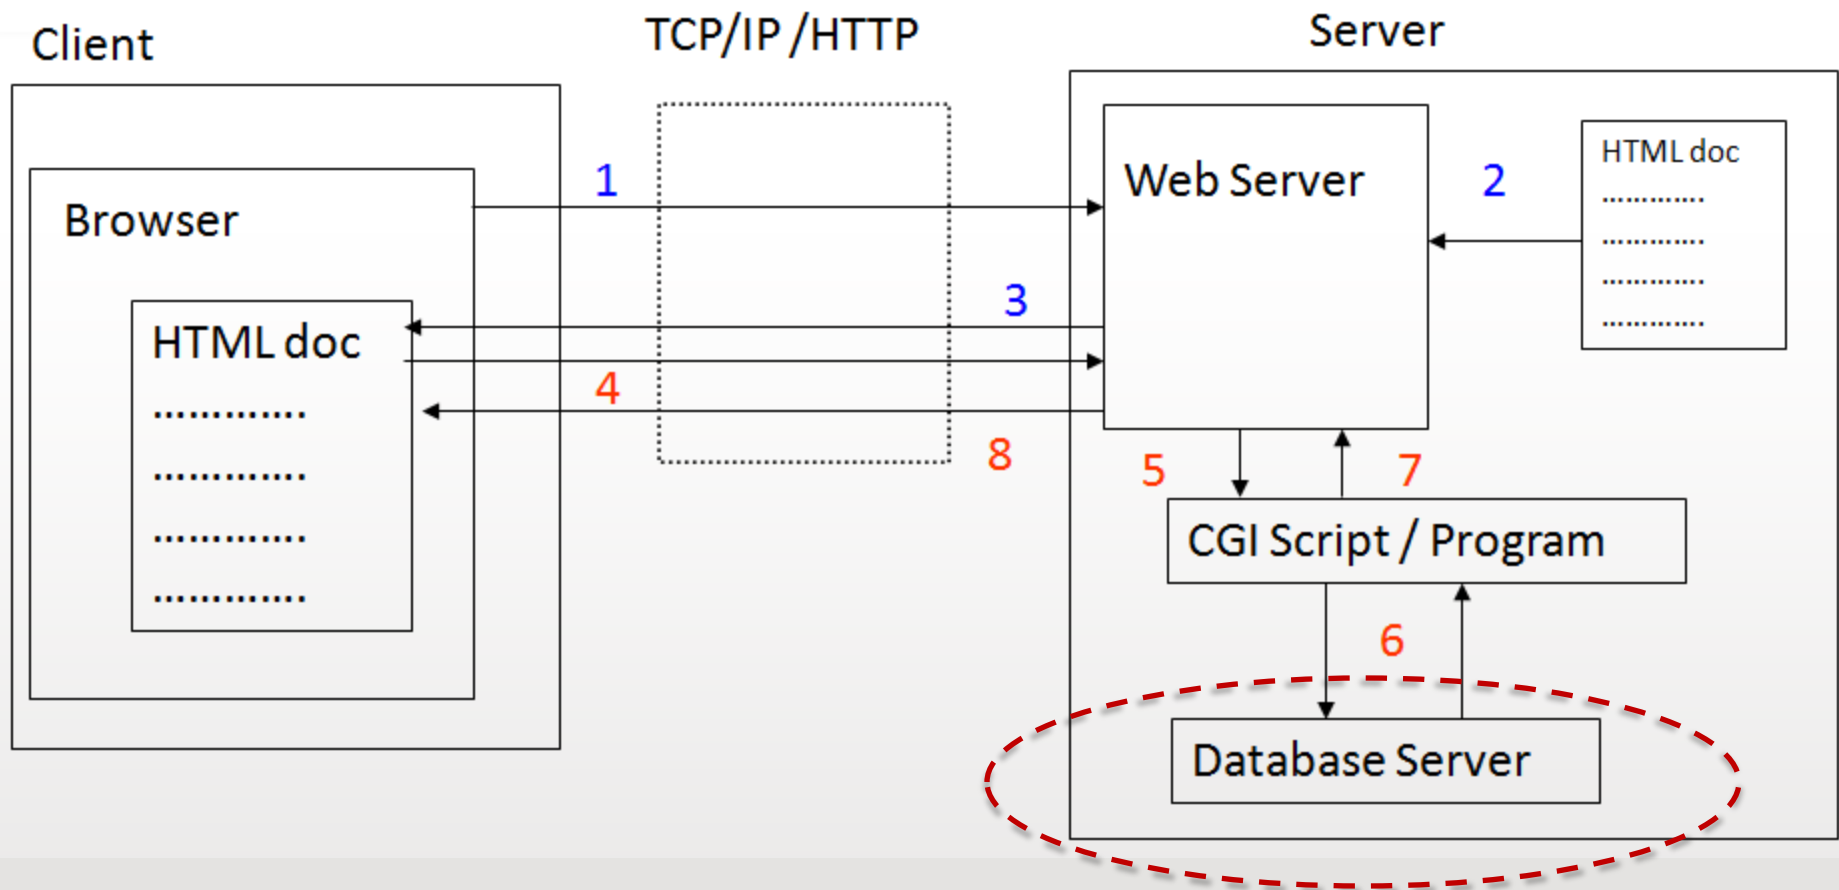 Client
TCP/IP /HTTP
Server
Browser
HTML doc
………….
………….
………….
………….
1
3
4
8
Web Server
2
HTML doc
………….
………….
………….
………….
5
7
CGI Script / Program
6
Database Server